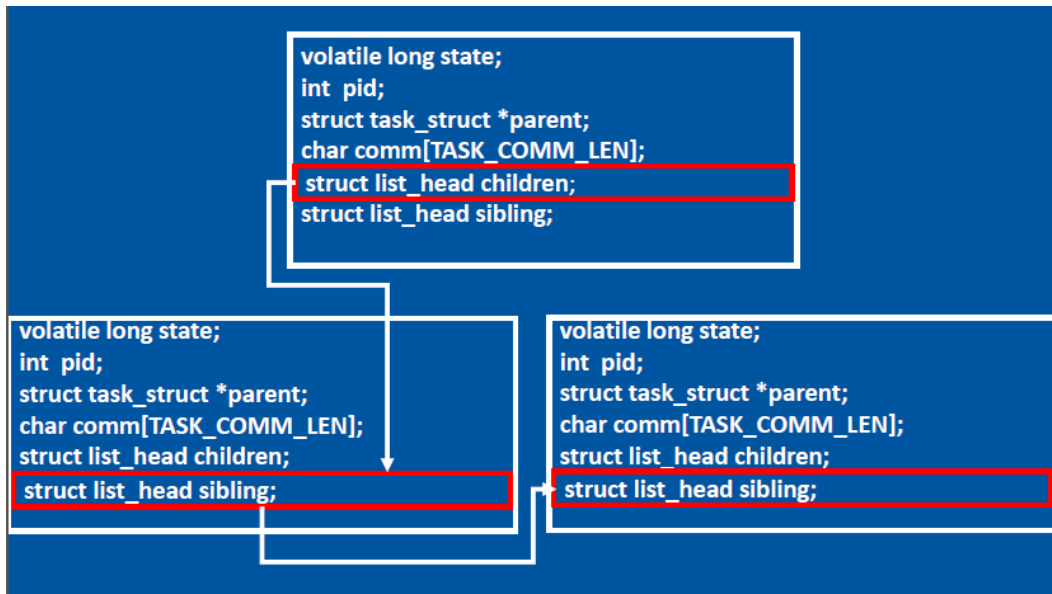 volatile long state;
int  pid;
struct task_struct *parent;
char comm[TASK_COMM_LEN];
struct list_head children;
struct list_head sibling;
volatile long state;
int  pid;
struct task_struct *parent;
char comm[TASK_COMM_LEN];
struct list_head children;
struct list_head sibling;
volatile long state;
int  pid;
struct task_struct *parent;
char comm[TASK_COMM_LEN];
struct list_head children;
struct list_head sibling;